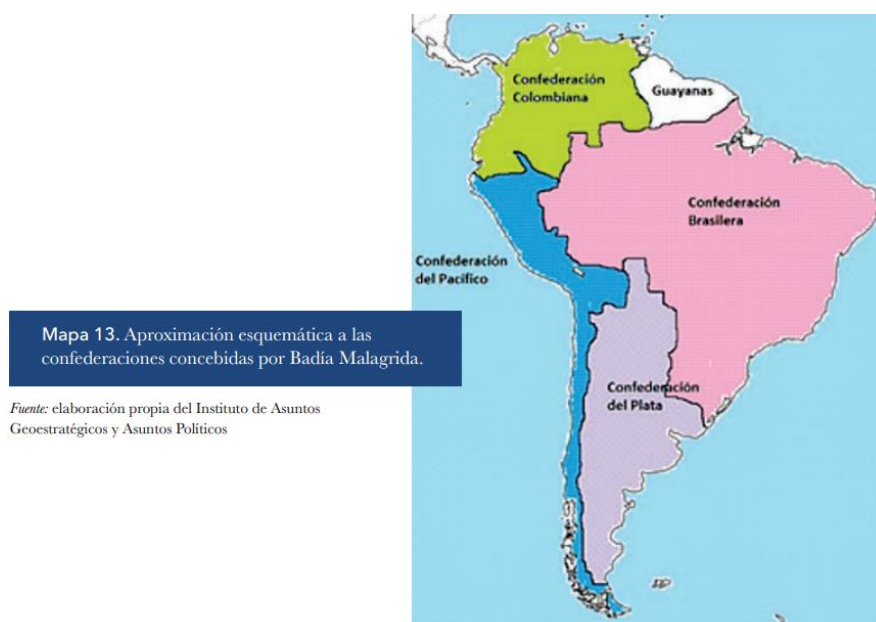 Confederación
Colombiana
Guayanas
Confederación
Brasilera
Confederación
del Pacífico
Mapa 13. Aproximación esquemática a las
confederaciones concebidas por Badía Malagrida.
Confederación
del Plata
Fuente: elaboración propia del Instituto de Asuntos
Geoestratégicos y Asuntos Políticos